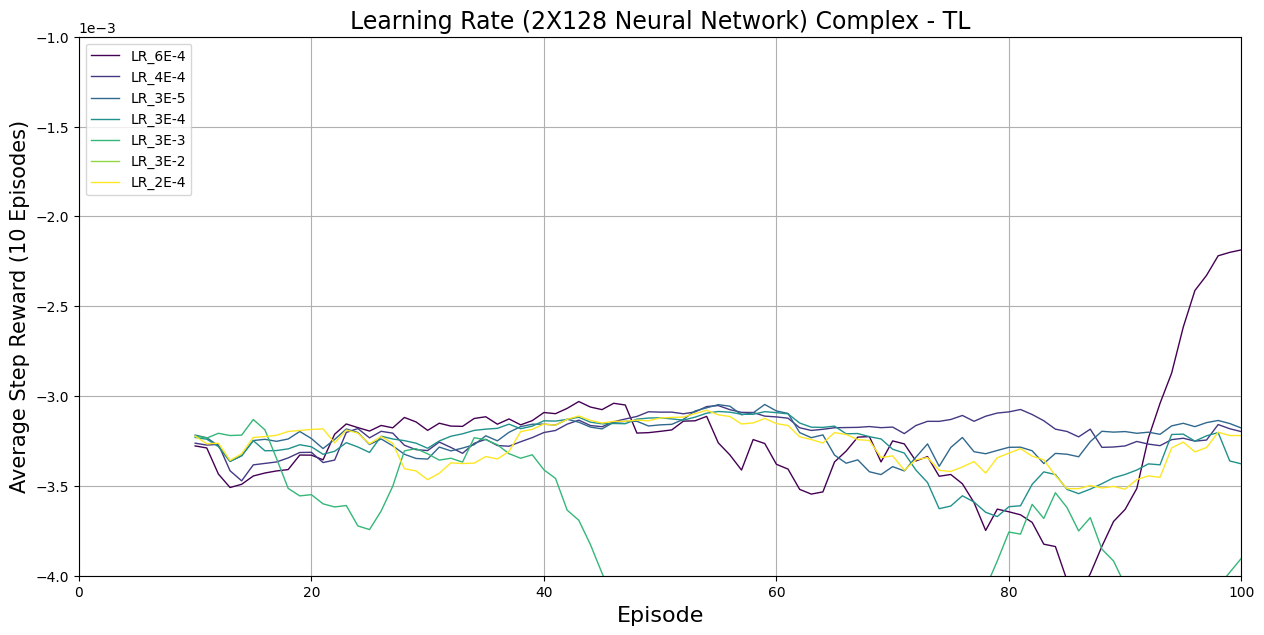 Learning Rate (2X128 Neural Network) Complex - TL
1e−3
−1.0
−1.5
−2.0
−2.5
−3.0
−3.5
−4.0
Average Step Reward (10 Episodes)
LR_6E-4
LR_4E-4
LR_3E-5
LR_3E-4
LR_3E-3
LR_3E-2
LR_2E-4
0
20
40
60
80
100
Episode